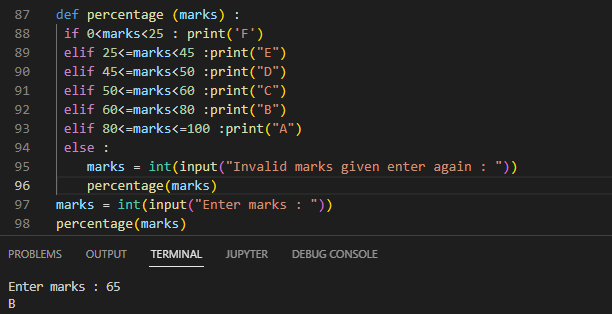 87 def percentage (marks) :
88 if 0<marks<25 : print('F')
89 elif 25<=marks<45 :print("E")
90 elif 45<=marks<50 :print("D")
91 elif 50<=marks<60 :print("C")
92 elif 60<=marks<80 :print("B")
93 elif 80<=marks<=100 :print("A")
94 else :
95 marks = int(input("Invalid marks given enter again : "))
96 percentage(marks)
97 marks = int(input("Enter marks : "))
98 percentage(marks)
PROBLEMS OUTPUT TERMINAL JUPYTER DEBUG CONSOLE
Enter marks : 65
B